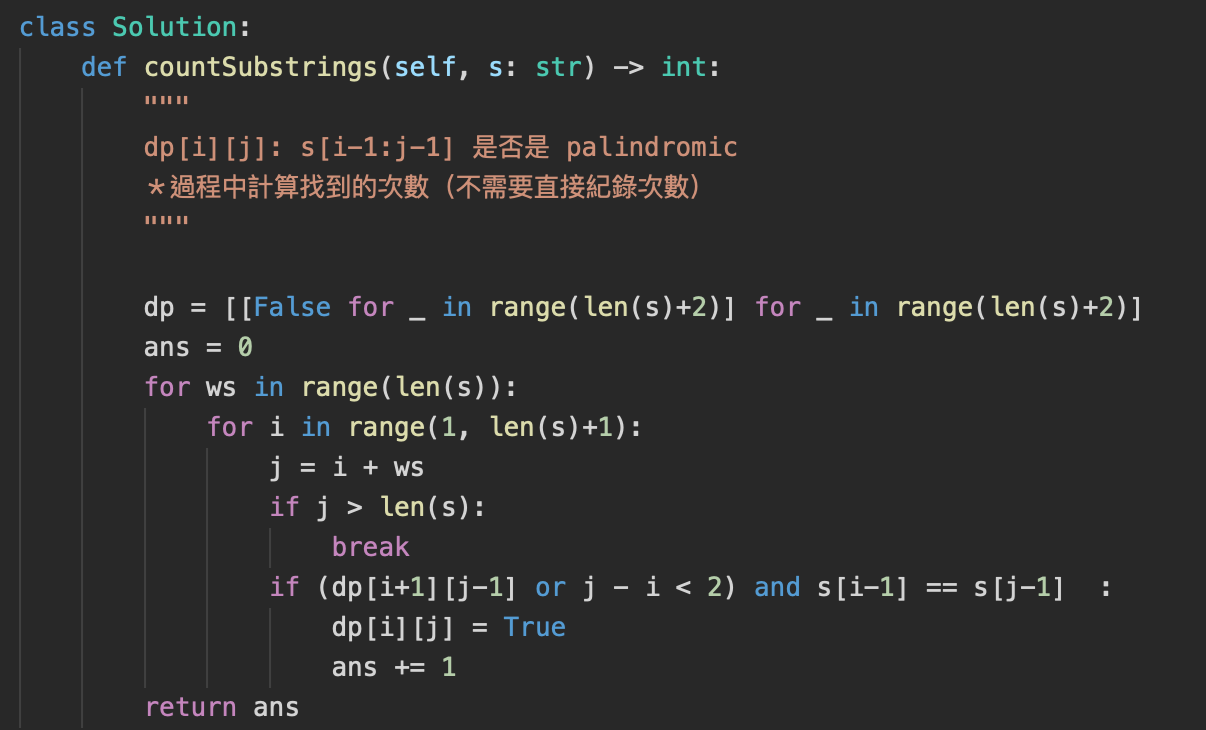 class Solution:
    def countSubstrings(self, s: str) -> int:
        """
        dp[i][j]: s[i-1:j-1] 是否是 palindromic
        *過程中計算找到的次數（不需要直接紀錄次數）
        """

        dp = [[False for _ in range(len(s)+2)] for _ in range(len(s)+2)]
        ans = 0
        for ws in range(len(s)):
            for i in range(1, len(s)+1):
                j = i + ws
                if j > len(s):
                    break
                if (dp[i+1][j-1] or j - i < 2) and s[i-1] == s[j-1]  :
                    dp[i][j] = True
                    ans += 1
        return ans